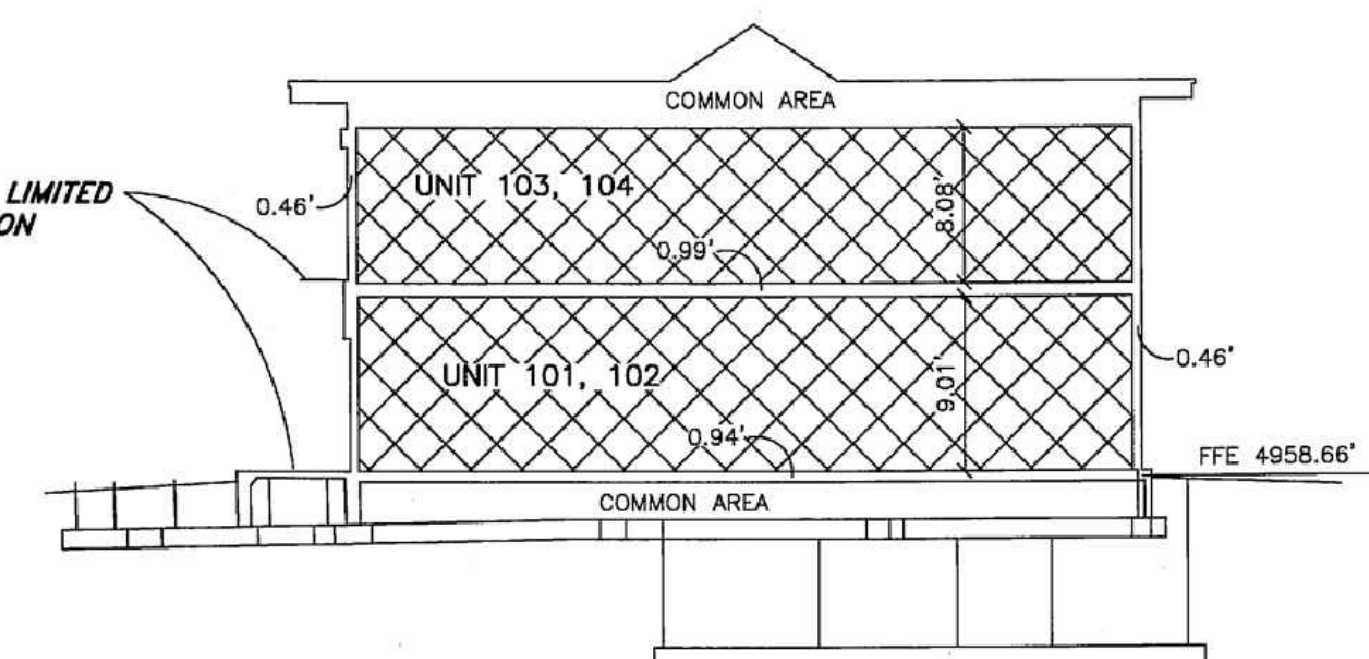 COMMON AREA
LIMITED
ON
0.46'
UNIT 103, 104
8.08'
0.99'
UNIT 101, 102
9.01'
0.46'
0.94'
FFE 4958.66'
COMMON AREA